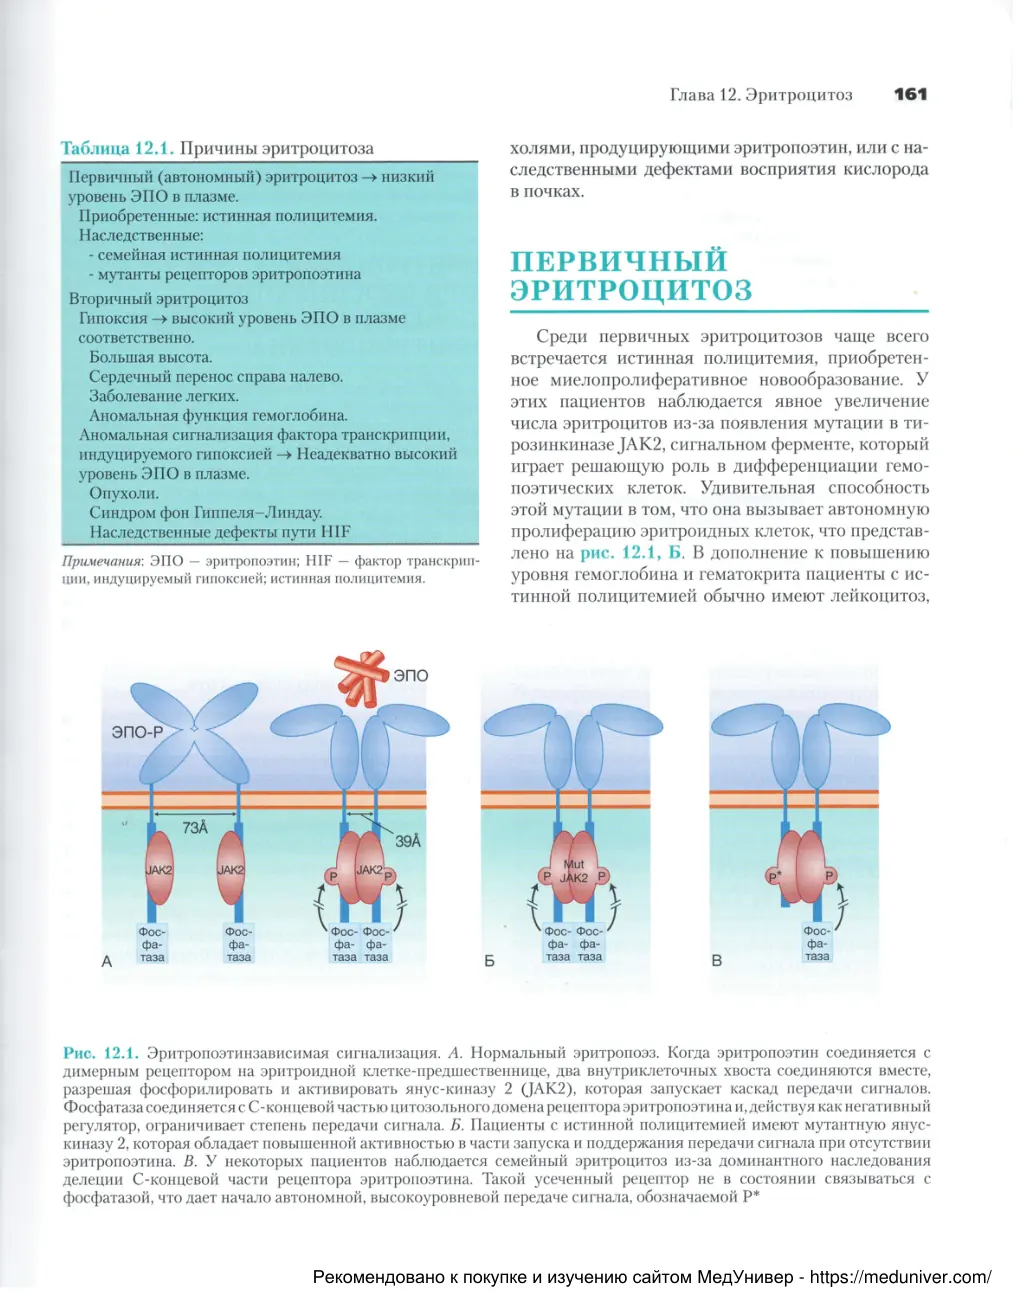 Глава 12. Эритроцитоз 161
Таблица 12.1. Причины эритроцитоза
Первичный (автономный) эритроцитоз → низкий
уровень ЭПО в плазме.
Приобретенные: истинная полицитемия.
Наследственные:
- семейная истинная полицитемия
- мутанты рецепторов эритропоэтина
Вторичный эритроцитоз
Гипоксия → высокий уровень ЭПО в плазме
соответственно.
Большая высота.
Сердечный перенос справа налево.
Заболевание легких.
Аномальная функция гемоглобина.
Аномальная сигнализация фактора транскрипции,
индуцируемого гипоксией → Неадекватно высокий
уровень ЭПО в плазме.
Опухоли.
Синдром фон Гиппеля–Линдау.
Наследственные дефекты пути HIF
Примечания: ЭПО — эритропоэтин; HIF — фактор транскрип-
ции, индуцируемый гипоксией; истинная полицитемия.
холями, продуцирующими эритропоэтин, или с на-
следственными дефектами восприятия кислорода
в почках.
ПЕРВИЧНЫЙ
ЭРИТРОЦИТОЗ
Среди первичных эритроцитозов чаще всего
встречается истинная полицитемия, приобретен-
ное миелопролиферативное новообразование. У
этих пациентов наблюдается явное увеличение
числа эритроцитов из-за появления мутации в ти-
розинкиназе JAK2, сигнальном ферменте, который
играет решающую роль в дифференциации гемо-
поэтических клеток. Удивительная способность
этой мутации в том, что она вызывает автономную
пролиферацию эритроидных клеток, что представ-
лено на рис. 12.1, Б. В дополнение к повышению
уровня гемоглобина и гематокрита пациенты с ис-
тинной полицитемией обычно имеют лейкоцитоз,
ЭПО
ЭПО-Р
73Å
39Å
JAK2
JAK2
P
JAK2
P
Фос-
фа-
таза
Фос-
фа-
таза
Фос-
фа-
таза
Фос-
фа-
таза
А
P
Mut
JAK2
P
Фос-
фа-
таза
Фос-
фа-
таза
Б
P*
P
Фос-
фа-
таза
В
Рис. 12.1. Эритропоэтинзависимая сигнализация. А. Нормальный эритропоэз. Когда эритропоэтин соединяется с
димерным рецептором на эритроидной клетке-предшественнице, два внутриклеточных хвоста соединяются вместе,
разрешая фосфорилировать и активировать янус-киназу 2 (JAK2), которая запускает каскад передачи сигналов.
Фосфатаза соединяется с С-концевой частью цитозольного домена рецептора эритропоэтина и, действуя как негативный
регулятор, ограничивает степень передачи сигнала. Б. Пациенты с истинной полицитемией имеют мутантную янус-
киназу 2, которая обладает повышенной активностью в части запуска и поддержания передачи сигнала при отсутствии
эритропоэтина. В. У некоторых пациентов наблюдается семейный эритроцитоз из-за доминантного наследования
делеции С-концевой части рецептора эритропоэтина. Такой усеченный рецептор не в состоянии связываться с
фосфатазой, что дает начало автономной, высокоуровневой передаче сигнала, обозначаемой P*
Рекомендовано к покупке и изучению сайтом МедУнивер - https://meduniver.com/